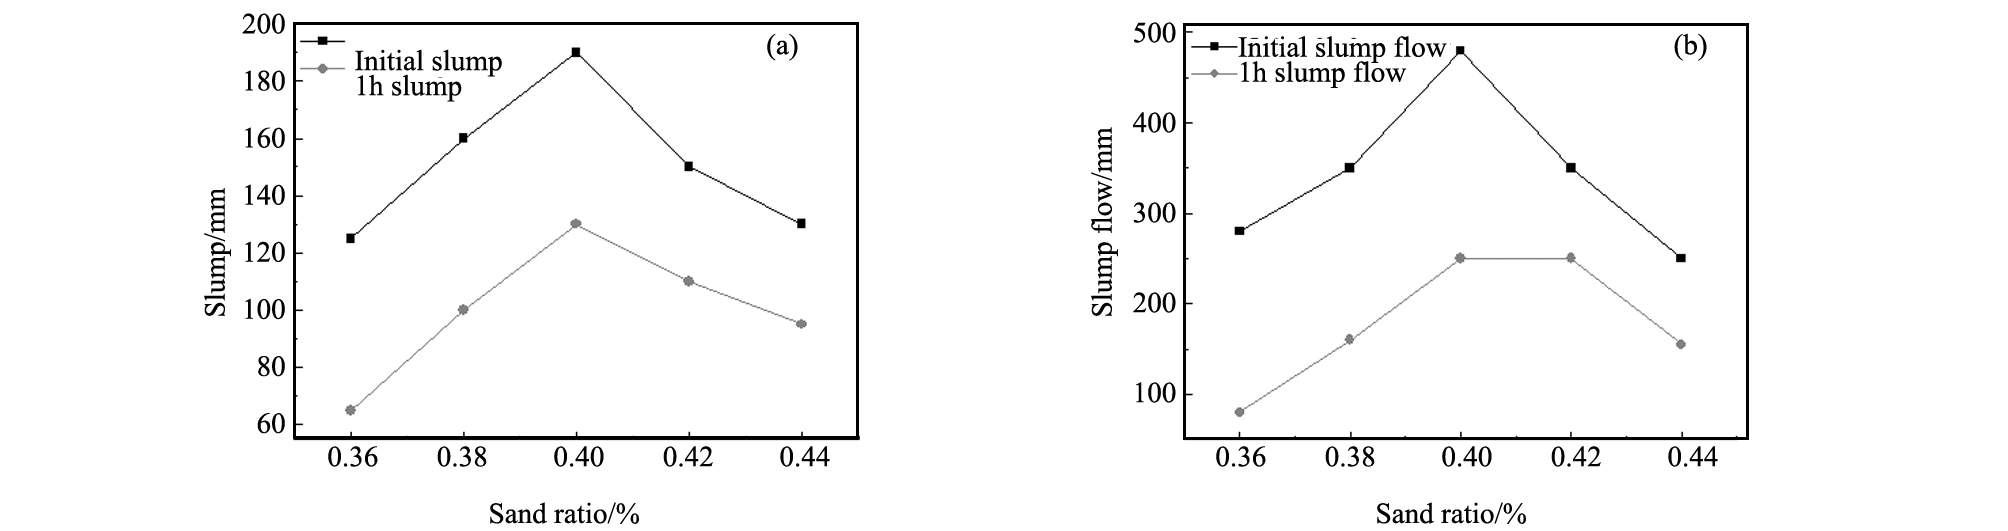 (a)
Initial slump
1h slump
200
180
160
140
120
100
80
60
Slump/mm
0.36 0.38 0.40 0.42 0.44
Sand ratio/%
(b)
Initial slump flow
1h slump flow
500
400
300
200
100
Slump flow/mm
0.36 0.38 0.40 0.42 0.44
Sand ratio/%